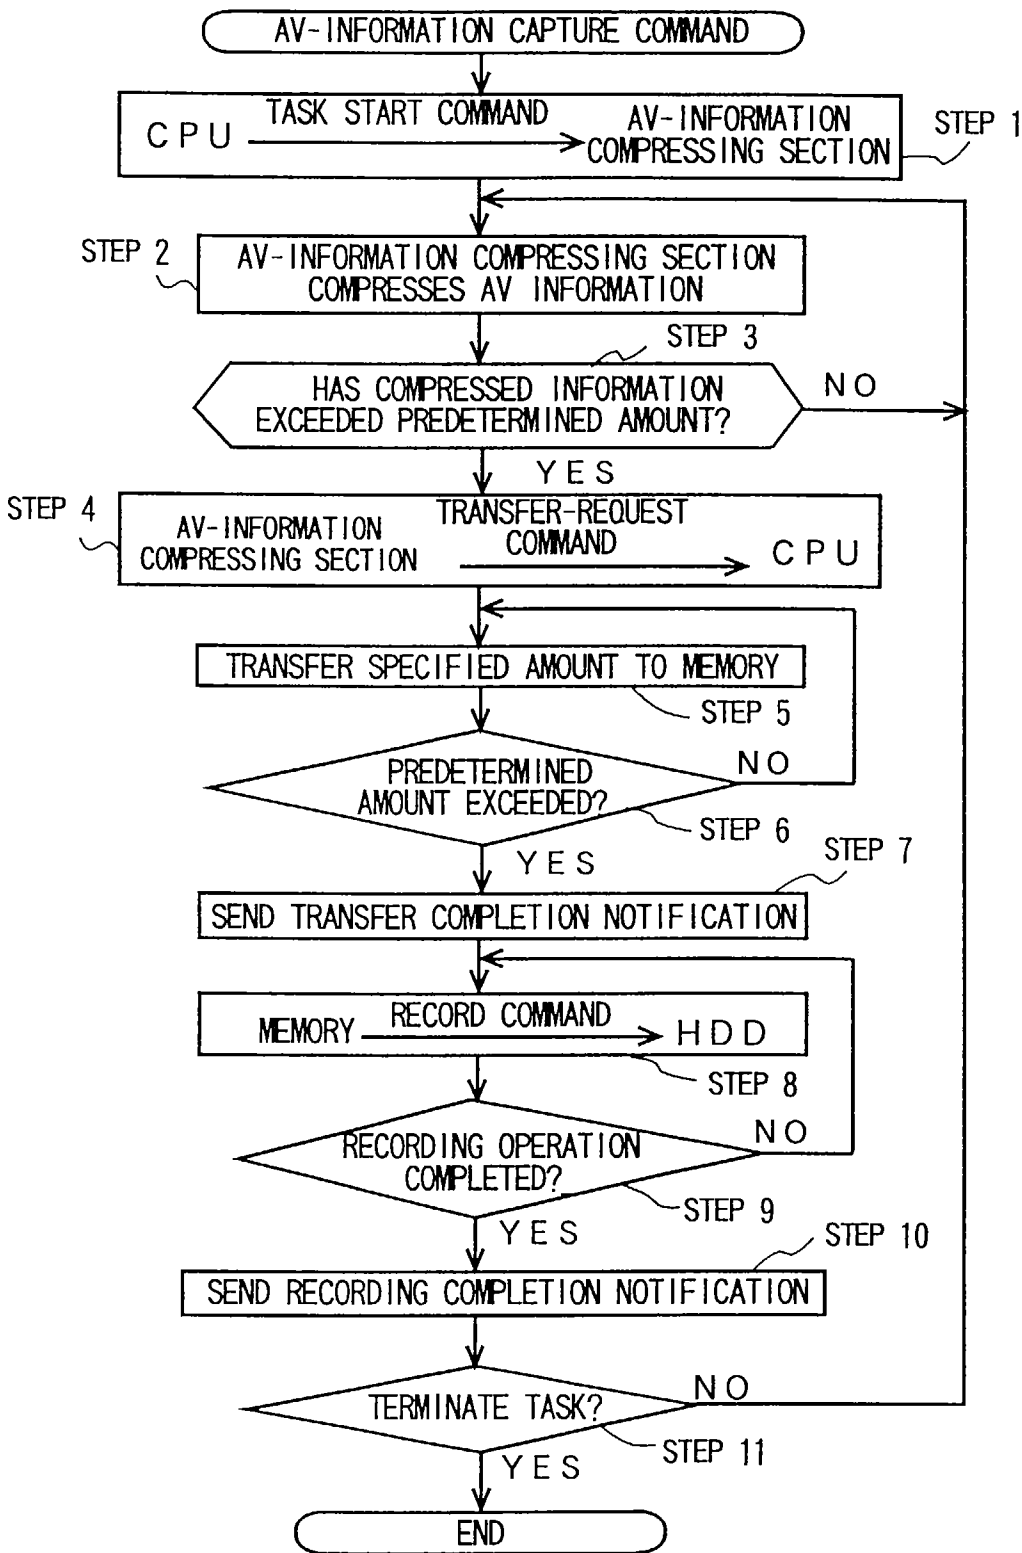 AV-INFORMATION CAPTURE COMMAND
TASK START COMMAND
CPU
AV-INFORMATION
COMPRESSING SECTION
STEP 1
STEP 2
AV-INFORMATION COMPRESSING SECTION
COMPRESSES AV INFORMATION
STEP 3
HAS COMPRESSED INFORMATION
EXCEEDED PREDETERMINED AMOUNT?
NO
YES
STEP 4
AV-INFORMATION
COMPRESSING SECTION
TRANSFER-REQUEST
COMMAND
CPU
TRANSFER SPECIFIED AMOUNT TO MEMORY
STEP 5
PREDETERMINED
AMOUNT EXCEEDED?
NO
STEP 6
YES
STEP 7
SEND TRANSFER COMPLETION NOTIFICATION
MEMORY
RECORD COMMAND
HDD
STEP 8
RECORDING OPERATION
COMPLETED?
NO
STEP 9
YES
STEP 10
SEND RECORDING COMPLETION NOTIFICATION
TERMINATE TASK?
NO
STEP 11
YES
END